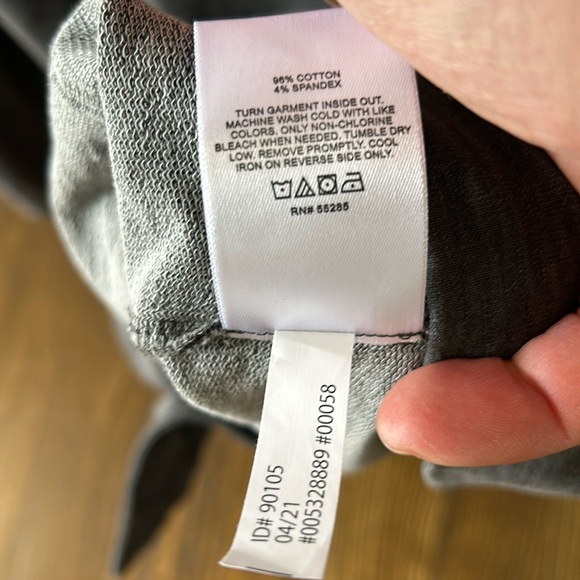 96% COTTON
4% SPANDEX
TURN GARMENT INSIDE OUT.
MACHINE WASH COLD WITH LIKE
COLORS. ONLY NON-CHLORINE
BLEACH WHEN NEEDED. TUMBLE DRY
LOW. REMOVE PROMPTLY. COOL
IRON ON REVERSE SIDE ONLY.
RN# 55285
ID# 90105
04/21
#005328889 #00058